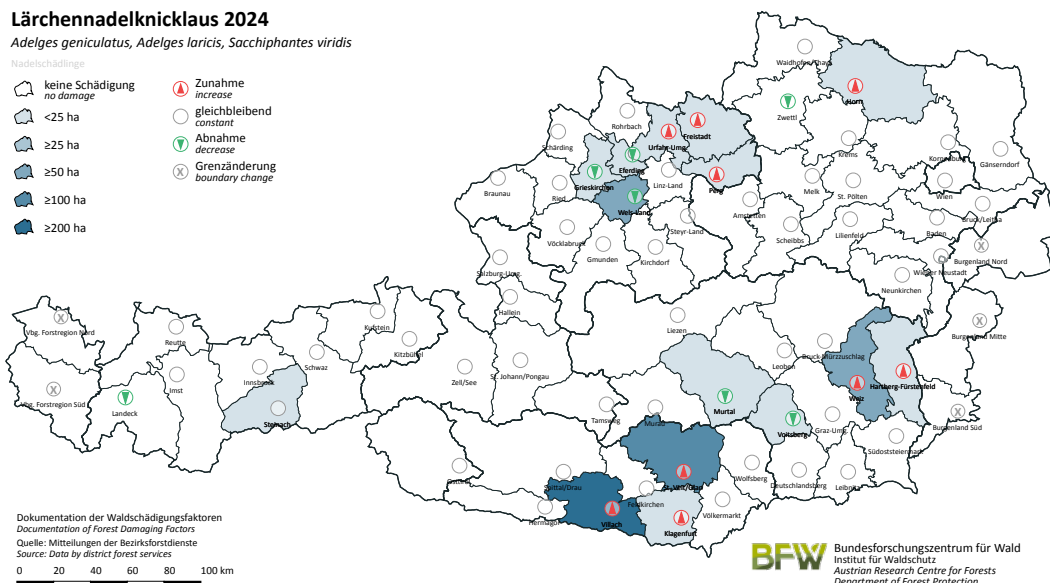 Lärchennadelknicklaus 2024
Adelges geniculatus, Adelges laricis, Sacchiphantes viridis
Nadelschädlinge
keine Schädigung
no damage
<25 ha
≥25 ha
≥50 ha
≥100 ha
≥200 ha
Zunahme
increase
gleichbleibend
constant
Abnahme
decrease
Grenzänderung
boundary change
Waidhofen/Thaya
Horn
Zwettl
Rohrbach
Freistadt
Schärding
Urfahr-Umg.
Krems
Korneuburg
Gänserndorf
Eferding
Linz-Land
Perg
Grieskirchen
Braunau
Ried
Melk
St. Pölten
Wien
Wels-Land
Amstetten
Bruck/Leitha
Steyr-Land
Scheibbs
Lilienfeld
Baden
Vöcklabruck
Gmunden
Kirchdorf
Burgenland Nord
Salzburg-Umg.
Wiener Neustadt
Neunkirchen
Hallein
Liezen
Vbg. Forstregion Nord
Reutte
Kufstein
Kitzbühel
Burgenland Mitte
Bruck-Mürzzuschlag
Leoben
Schwaz
Zell/See
St. Johann/Pongau
Innsbruck
Imst
Hartberg-Fürstenfeld
Weiz
Vbg. Forstregion Süd
Landeck
Steinach
Tamsweg
Murau
Murtal
Voitsberg
Graz-Umg.
Burgenland Süd
Südoststeiermark
Osttirol
Spittal/Drau
St. Veit/Glan
Wolfsberg
Deutschlandsberg
Leibnitz
Hermagor
Villach
Feldkirchen
Klagenfurt
Völkermarkt
Dokumentation der Waldschädigungsfaktoren
Documentation of Forest Damaging Factors
Quelle: Mitteilungen der Bezirksforstdienste
Source: Data by district forest services
0 20 40 60 80 100 km
BFW
Bundesforschungszentrum für Wald
Institut für Waldschutz
Austrian Research Centre for Forests
Department of Forest Protection